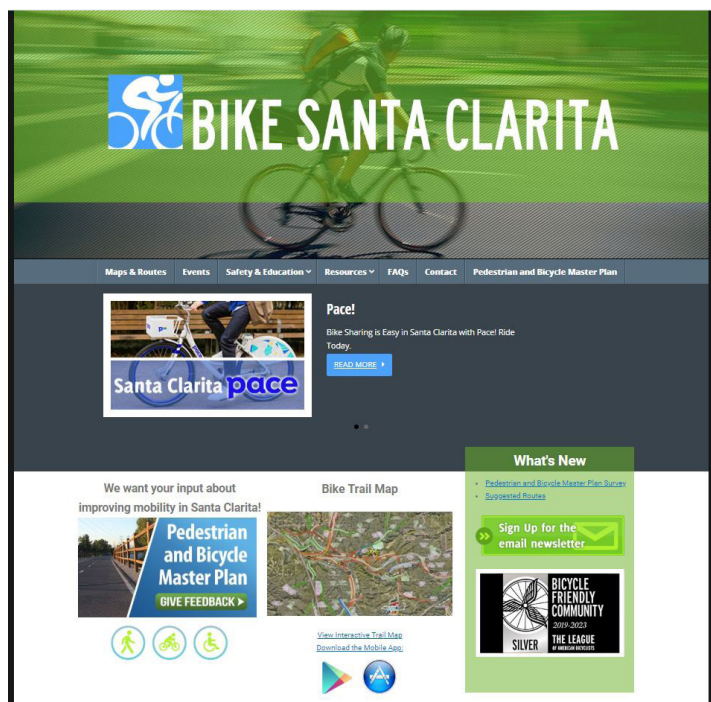 BIKE SANTA CLARITA
Maps & Routes Events Safety & Education Resources FAQs Contact Pedestrian and Bicycle Master Plan
Santa Clarita pace
Pace!
Bike Sharing is Easy in Santa Clarita with Pace! Ride
Today.
READ MORE
We want your input about
improving mobility in Santa Clarita!
Pedestrian
and Bicycle
Master Plan
GIVE FEEDBACK
Bike Trail Map
View Interactive Trail Map
Download the Mobile App:
What's New
Pedestrian and Bicycle Master Plan Survey
Suggested Routes
Sign Up for the
email newsletter
BICYCLE
FRIENDLY
COMMUNITY
2019-2023
SILVER
THE LEAGUE
OF AMERICAN BICYCLISTS